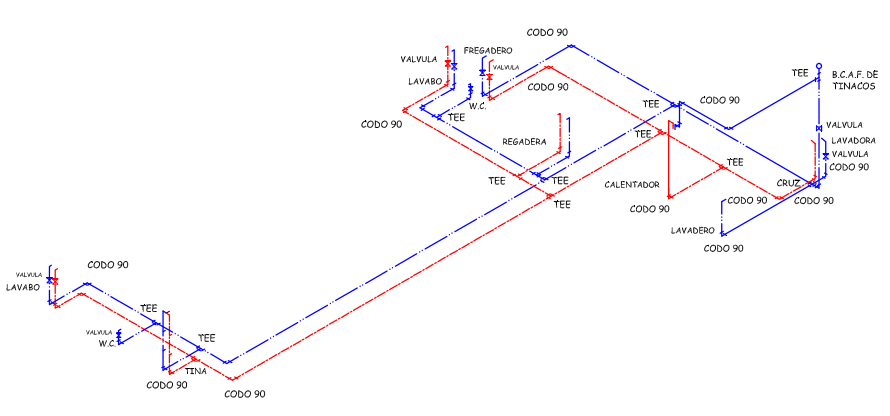 CODO 90
FREGADERO
VALVULA
VALVULA
LAVABO
CODO 90
W.C.
TEE
CODO 90
TEE
B.C.A.F. DE
TINACOS
CODO 90
TEE
TEE
VALVULA
REGADERA
LAVADORA
VALVULA
TEE
CODO 90
TEE
TEE
CALENTADOR
CRUZ
CODO 90
CODO 90
CODO 90
TEE
LAVADERO
CODO 90
CODO 90
VALVULA
LAVABO
TEE
VALVULA
W.C.
TEE
TINA
CODO 90
CODO 90